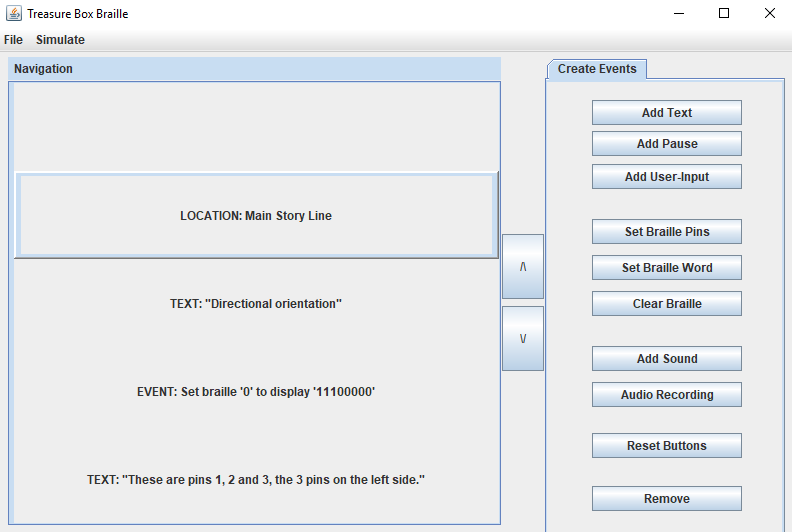 Treasure Box Braille
File Simulate
Navigation
LOCATION: Main Story Line
TEXT: "Directional orientation"
EVENT: Set braille '0' to display '11100000'
TEXT: "These are pins 1, 2 and 3, the 3 pins on the left side."
/\
\/
Create Events
Add Text
Add Pause
Add User-Input
Set Braille Pins
Set Braille Word
Clear Braille
Add Sound
Audio Recording
Reset Buttons
Remove